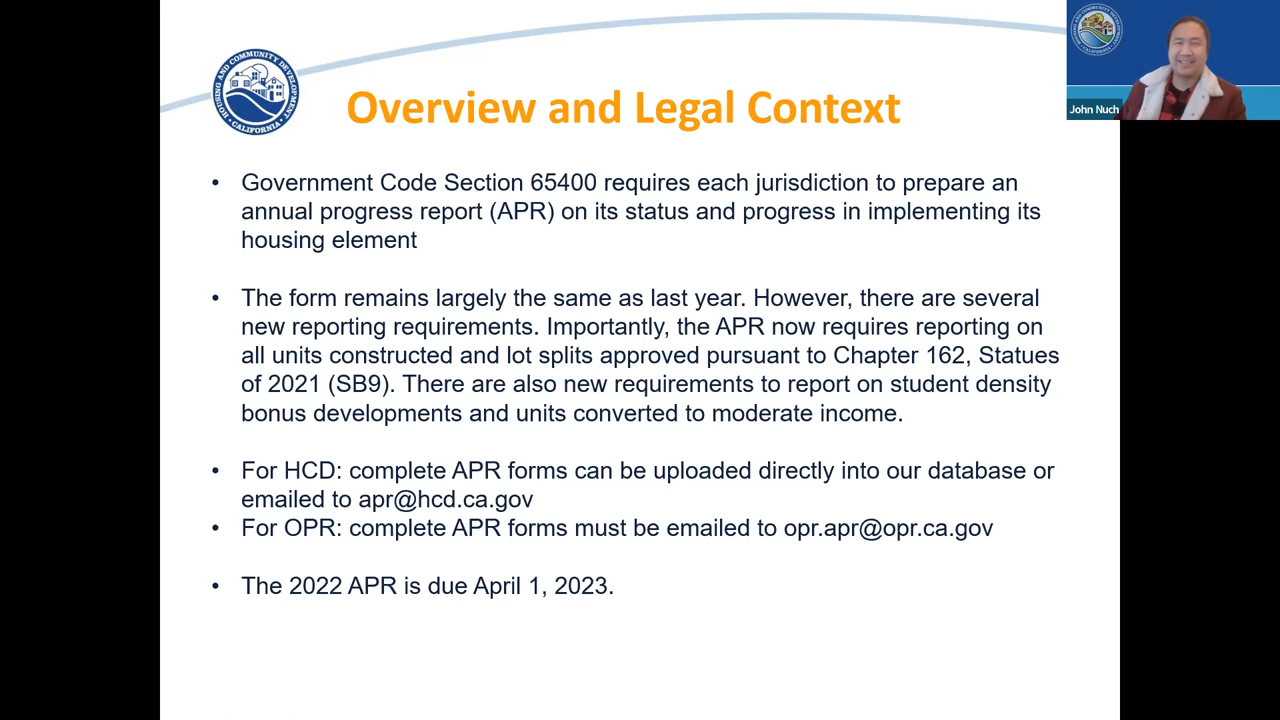 HOUSING AND COMMUNITY DEVELOPMENT
CALIFORNIA
Overview and Legal Context
John Nuch
• Government Code Section 65400 requires each jurisdiction to prepare an
annual progress report (APR) on its status and progress in implementing its
housing element
• The form remains largely the same as last year. However, there are several
new reporting requirements. Importantly, the APR now requires reporting on
all units constructed and lot splits approved pursuant to Chapter 162, Statues
of 2021 (SB9). There are also new requirements to report on student density
bonus developments and units converted to moderate income.
• For HCD: complete APR forms can be uploaded directly into our database or
emailed to apr@hcd.ca.gov
• For OPR: complete APR forms must be emailed to opr.apr@opr.ca.gov
• The 2022 APR is due April 1, 2023.